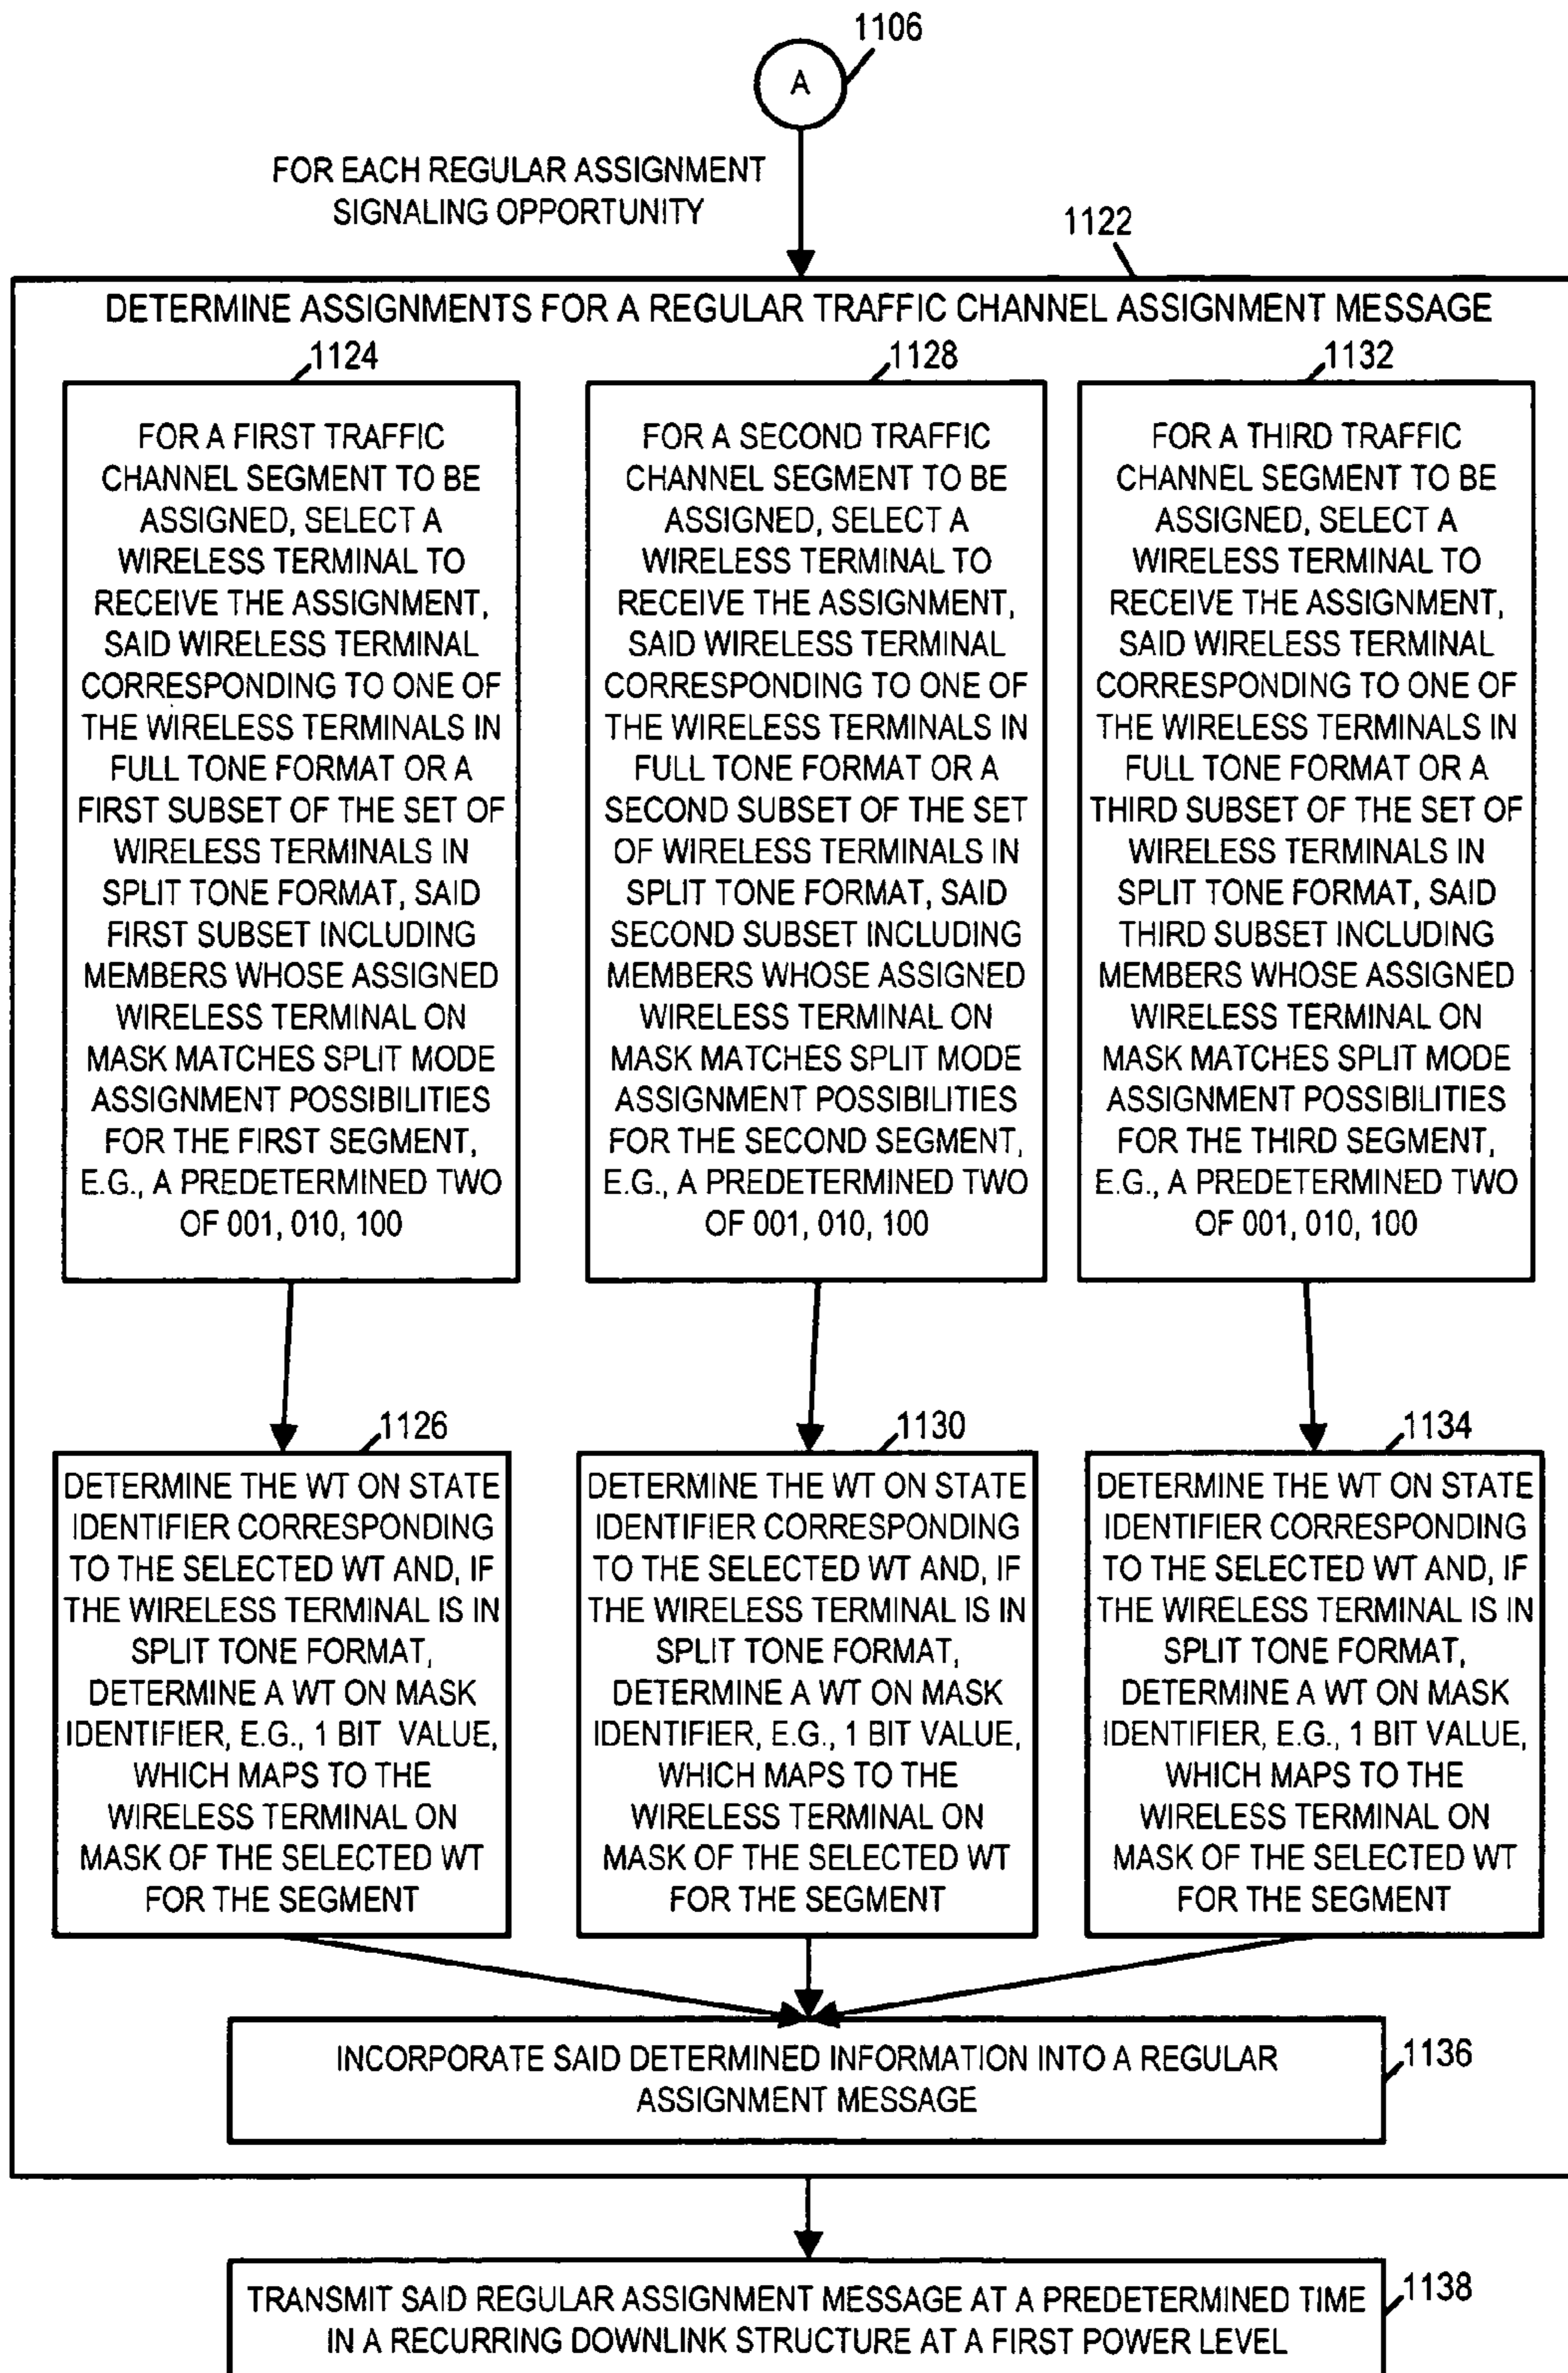 1106
A
FOR EACH REGULAR ASSIGNMENT
SIGNALING OPPORTUNITY
1122
DETERMINE ASSIGNMENTS FOR A REGULAR TRAFFIC CHANNEL ASSIGNMENT MESSAGE
1124
FOR A FIRST TRAFFIC
CHANNEL SEGMENT TO BE
ASSIGNED, SELECT A
WIRELESS TERMINAL TO
RECEIVE THE ASSIGNMENT,
SAID WIRELESS TERMINAL
CORRESPONDING TO ONE OF
THE WIRELESS TERMINALS IN
FULL TONE FORMAT OR A
FIRST SUBSET OF THE SET OF
WIRELESS TERMINALS IN
SPLIT TONE FORMAT, SAID
FIRST SUBSET INCLUDING
MEMBERS WHOSE ASSIGNED
WIRELESS TERMINAL ON
MASK MATCHES SPLIT MODE
ASSIGNMENT POSSIBILITIES
FOR THE FIRST SEGMENT,
E.G., A PREDETERMINED TWO
OF 001, 010, 100
1128
FOR A SECOND TRAFFIC
CHANNEL SEGMENT TO BE
ASSIGNED, SELECT A
WIRELESS TERMINAL TO
RECEIVE THE ASSIGNMENT,
SAID WIRELESS TERMINAL
CORRESPONDING TO ONE OF
THE WIRELESS TERMINALS IN
FULL TONE FORMAT OR A
SECOND SUBSET OF THE SET
OF WIRELESS TERMINALS IN
SPLIT TONE FORMAT, SAID
SECOND SUBSET INCLUDING
MEMBERS WHOSE ASSIGNED
WIRELESS TERMINAL ON
MASK MATCHES SPLIT MODE
ASSIGNMENT POSSIBILITIES
FOR THE SECOND SEGMENT,
E.G., A PREDETERMINED TWO
OF 001, 010, 100
1132
FOR A THIRD TRAFFIC
CHANNEL SEGMENT TO BE
ASSIGNED, SELECT A
WIRELESS TERMINAL TO
RECEIVE THE ASSIGNMENT,
SAID WIRELESS TERMINAL
CORRESPONDING TO ONE OF
THE WIRELESS TERMINALS IN
FULL TONE FORMAT OR A
THIRD SUBSET OF THE SET OF
WIRELESS TERMINALS IN
SPLIT TONE FORMAT, SAID
THIRD SUBSET INCLUDING
MEMBERS WHOSE ASSIGNED
WIRELESS TERMINAL ON
MASK MATCHES SPLIT MODE
ASSIGNMENT POSSIBILITIES
FOR THE THIRD SEGMENT,
E.G., A PREDETERMINED TWO
OF 001, 010, 100
1126
DETERMINE THE WT ON STATE
IDENTIFIER CORRESPONDING
TO THE SELECTED WT AND, IF
THE WIRELESS TERMINAL IS IN
SPLIT TONE FORMAT,
DETERMINE A WT ON MASK
IDENTIFIER, E.G., 1 BIT VALUE,
WHICH MAPS TO THE
WIRELESS TERMINAL ON
MASK OF THE SELECTED WT
FOR THE SEGMENT
1130
DETERMINE THE WT ON STATE
IDENTIFIER CORRESPONDING
TO THE SELECTED WT AND, IF
THE WIRELESS TERMINAL IS IN
SPLIT TONE FORMAT,
DETERMINE A WT ON MASK
IDENTIFIER, E.G., 1 BIT VALUE,
WHICH MAPS TO THE
WIRELESS TERMINAL ON
MASK OF THE SELECTED WT
FOR THE SEGMENT
1134
DETERMINE THE WT ON STATE
IDENTIFIER CORRESPONDING
TO THE SELECTED WT AND, IF
THE WIRELESS TERMINAL IS IN
SPLIT TONE FORMAT,
DETERMINE A WT ON MASK
IDENTIFIER, E.G., 1 BIT VALUE,
WHICH MAPS TO THE
WIRELESS TERMINAL ON
MASK OF THE SELECTED WT
FOR THE SEGMENT
INCORPORATE SAID DETERMINED INFORMATION INTO A REGULAR
ASSIGNMENT MESSAGE
1136
TRANSMIT SAID REGULAR ASSIGNMENT MESSAGE AT A PREDETERMINED TIME
IN A RECURRING DOWNLINK STRUCTURE AT A FIRST POWER LEVEL
1138